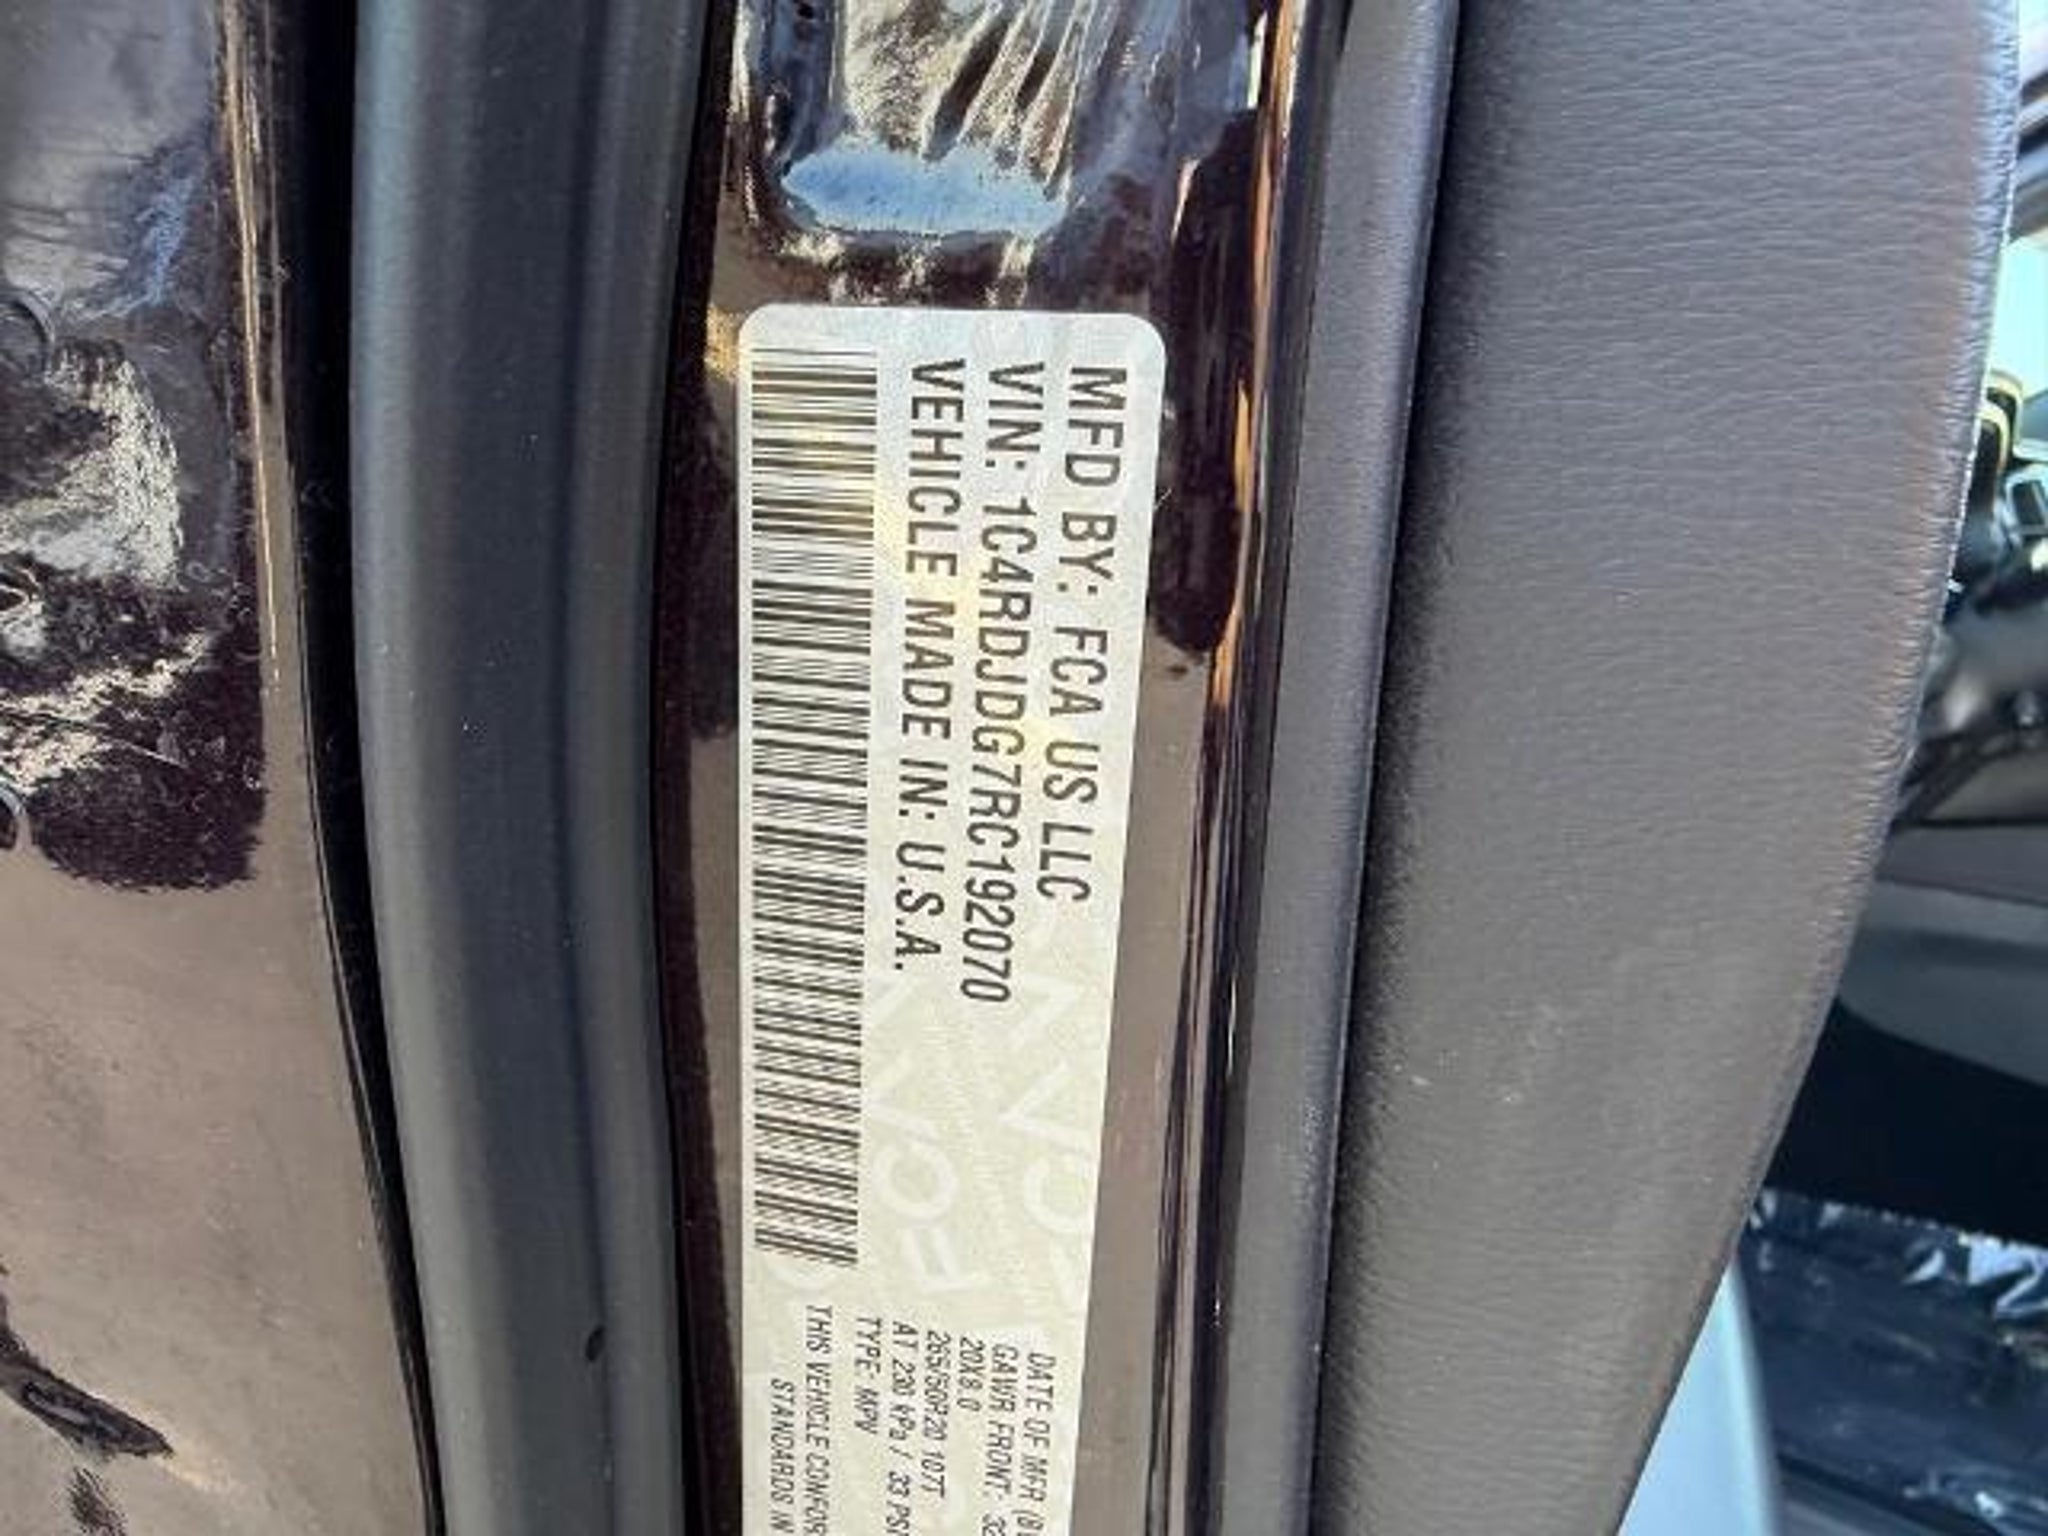 MFD BY: FCA US LLC
VIN: 1C4RDJDG7RC192070
VEHICLE MADE IN: U.S.A.
DATE OF MFR
GAWR FRONT:
20X8.0
265/50R20 107T
AT 230 kPa / 33 PSI
TYPE: MPV
THIS VEHICLE CONFOR
STANDARDS IN